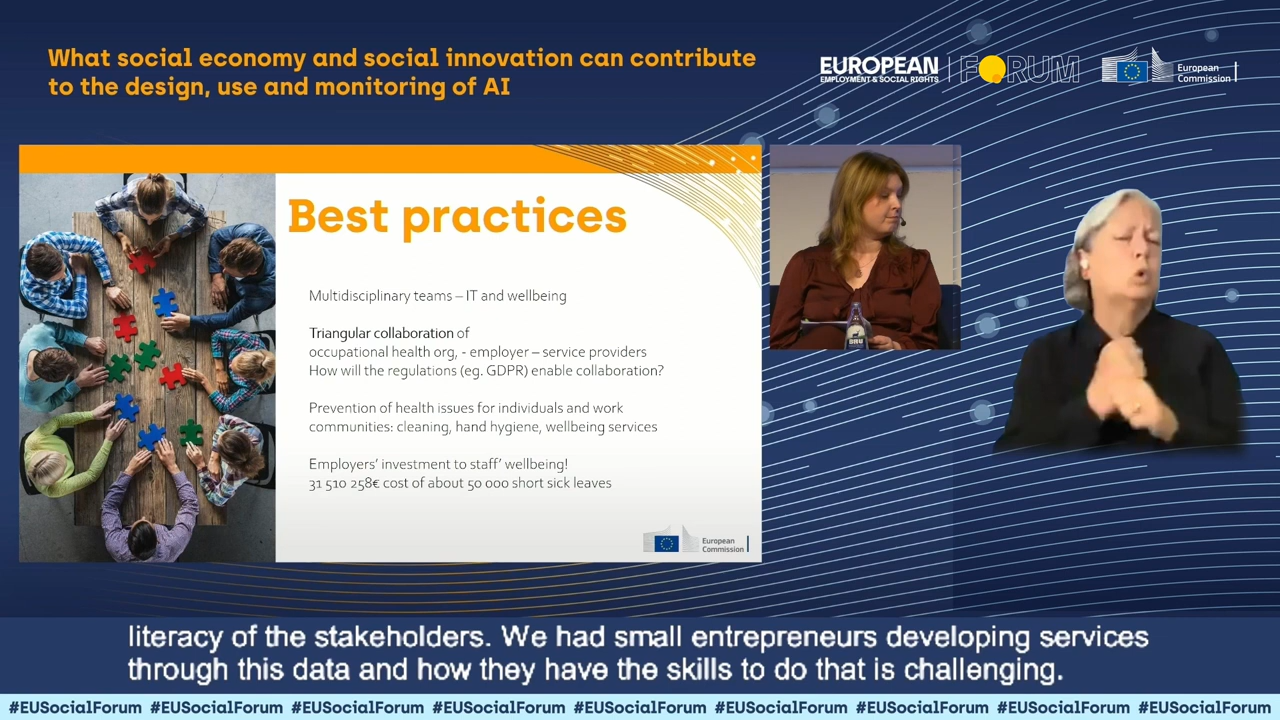 What social economy and social innovation can contribute
to the design, use and monitoring of AI
EUROPEAN
EMPLOYMENT & SOCIAL RIGHTS
FORUM
European
Commission
Best practices
Multidisciplinary teams – IT and wellbeing
Triangular collaboration of
occupational health org, - employer – service providers
How will the regulations (eg. GDPR) enable collaboration?
Prevention of health issues for individuals and work
communities: cleaning, hand hygiene, wellbeing services
Employers' investment to staff' wellbeing!
31 510 258€ cost of about 50 000 short sick leaves
European
Commission
BRU
literacy of the stakeholders. We had small entrepreneurs developing services
through this data and how they have the skills to do that is challenging.
#EUSocialForum #EUSocialForum #EUSocialForum #EUSocialForum #EUSocialForum #EUSocialForum #EUSocialForum #EUSocialForum #EUSocialForum